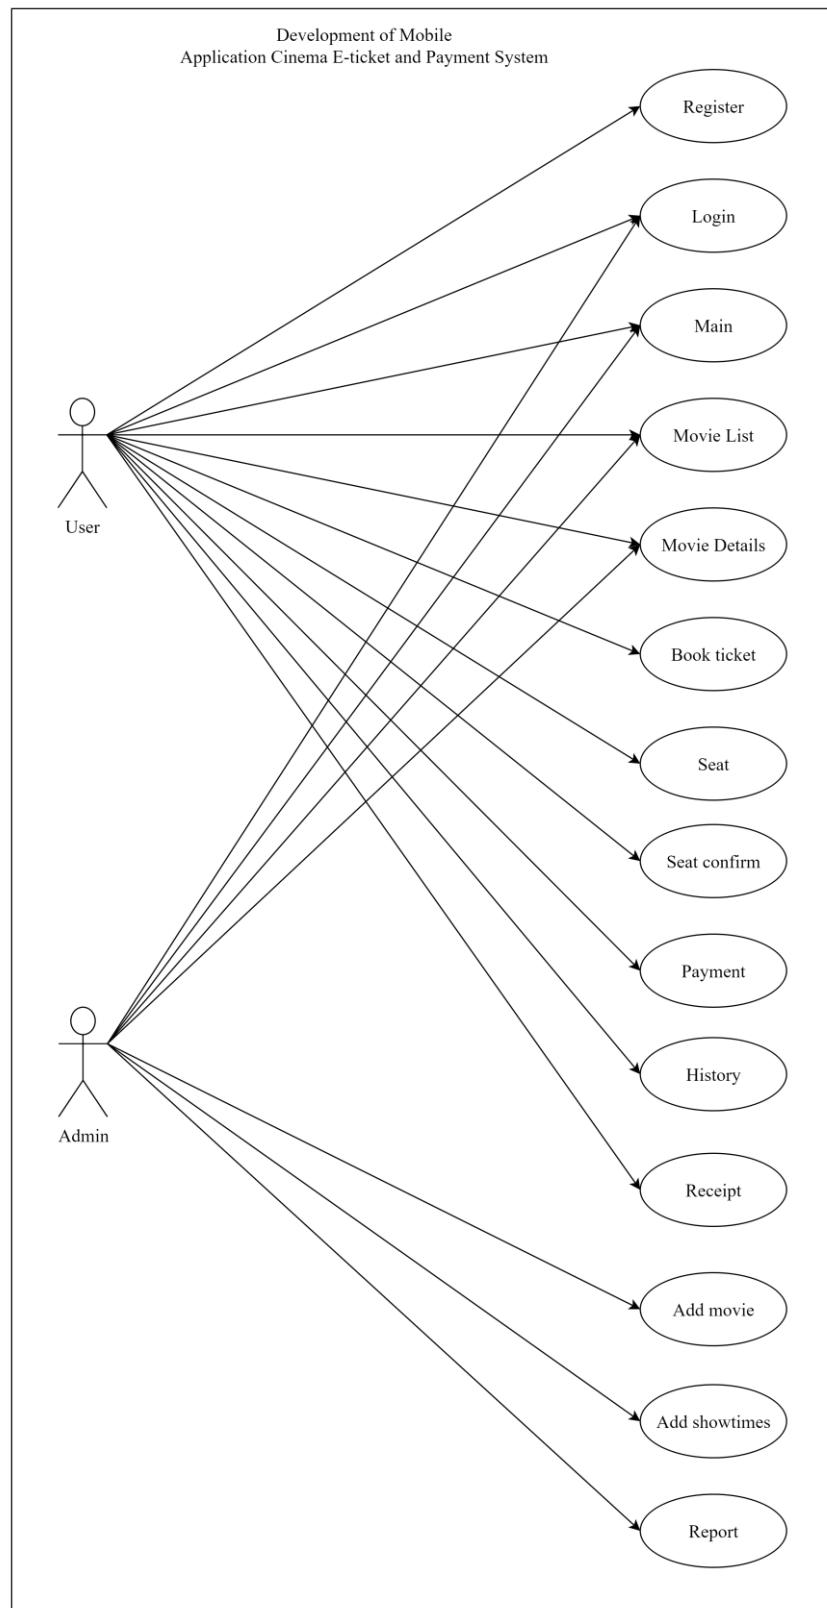 Development of Mobile
Application Cinema E-ticket and Payment System
Register
Login
Main
Movie List
User
Movie Details
Book ticket
Seat
Seat confirm
Payment
History
Admin
Receipt
Add movie
Add showtimes
Report